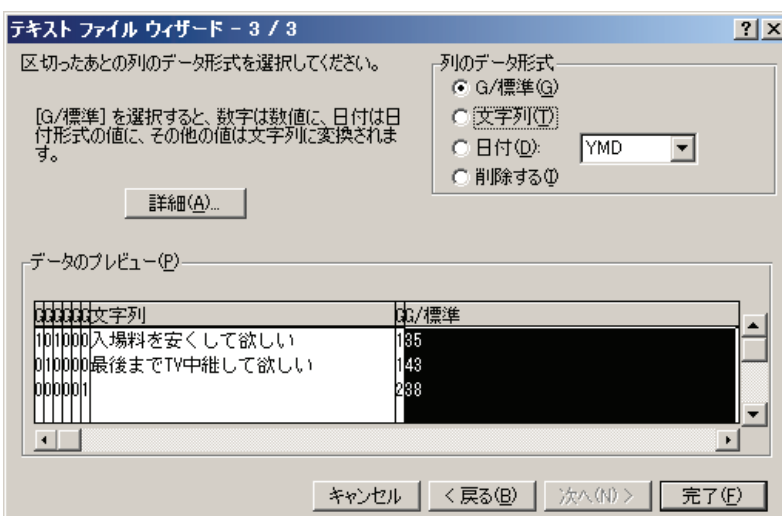 テキスト ファイル ウィザード - 3 / 3
区切ったあとの列のデータ形式を選択してください。
[G/標準] を選択すると、数字は数値に、日付は日
付形式の値に、その他の値は文字列に変換されま
す。
詳細(A)...
列のデータ形式
G/標準(G)
文字列(T)
日付(D):
YMD
削除する(I)
データのプレビュー(P)
GGGGGG文字列 GG/標準
101000入場料を安くして欲しい 135
010000最後までTV中継して欲しい 143
000001 238
キャンセル
< 戻る(B)
次へ(N) >
完了(F)